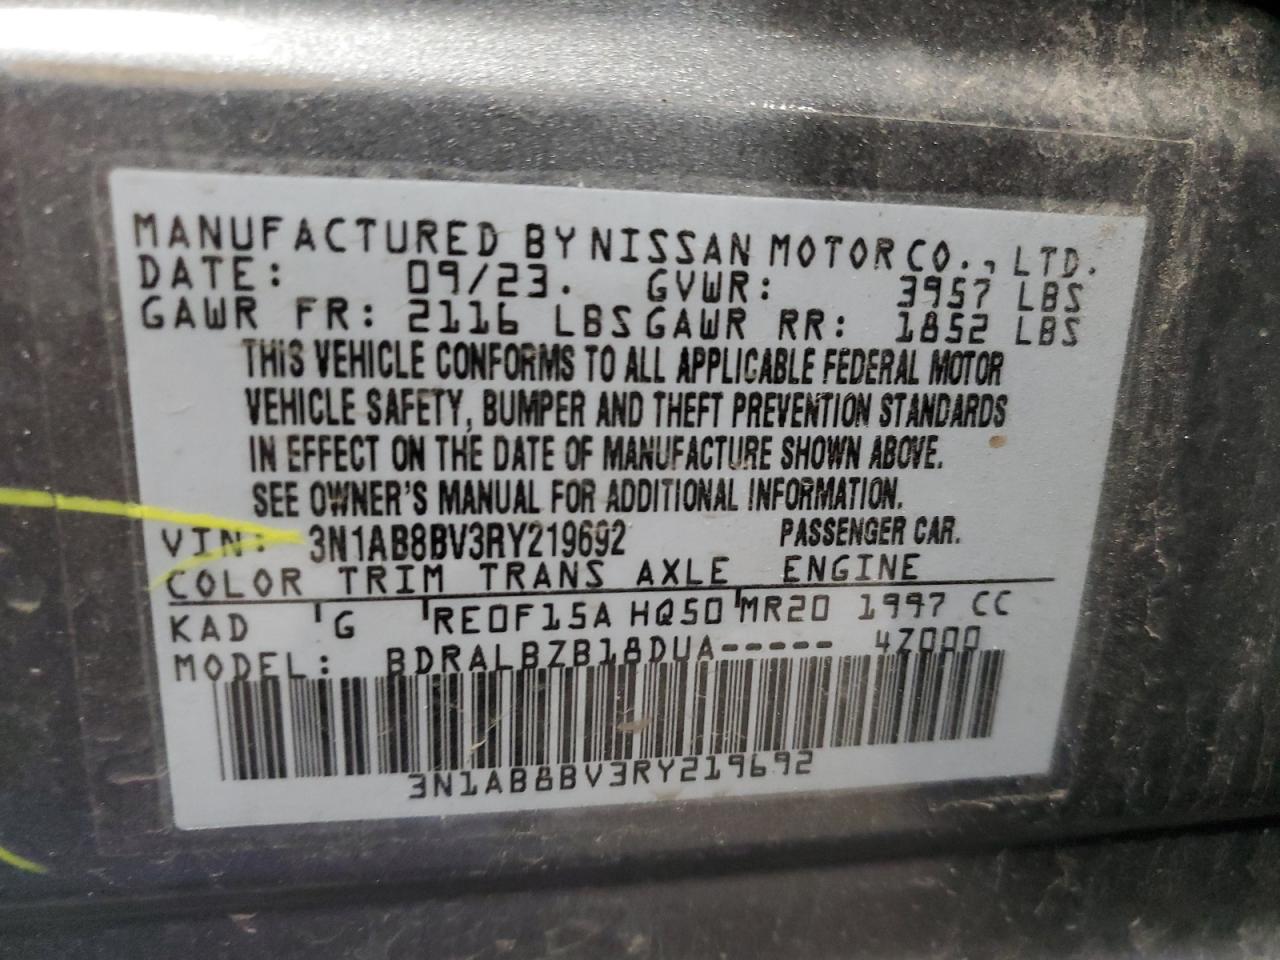 MANUFACTURED BY NISSAN MOTOR CO., LTD.
DATE: 09/23. GVWR: 3957 LBS
GAWR FR: 2116 LBS GAWR RR: 1852 LBS
THIS VEHICLE CONFORMS TO ALL APPLICABLE FEDERAL MOTOR
VEHICLE SAFETY, BUMPER AND THEFT PREVENTION STANDARDS
IN EFFECT ON THE DATE OF MANUFACTURE SHOWN ABOVE.
SEE OWNER'S MANUAL FOR ADDITIONAL INFORMATION.
VIN: 3N1AB8BV3RY219692 PASSENGER CAR.
COLOR TRIM TRANS AXLE ENGINE
KAD G RE0F15A HQ50 MR20 1997 CC
MODEL: BDRALBZB18DUA----- 4Z000
3N1AB8BV3RY219692